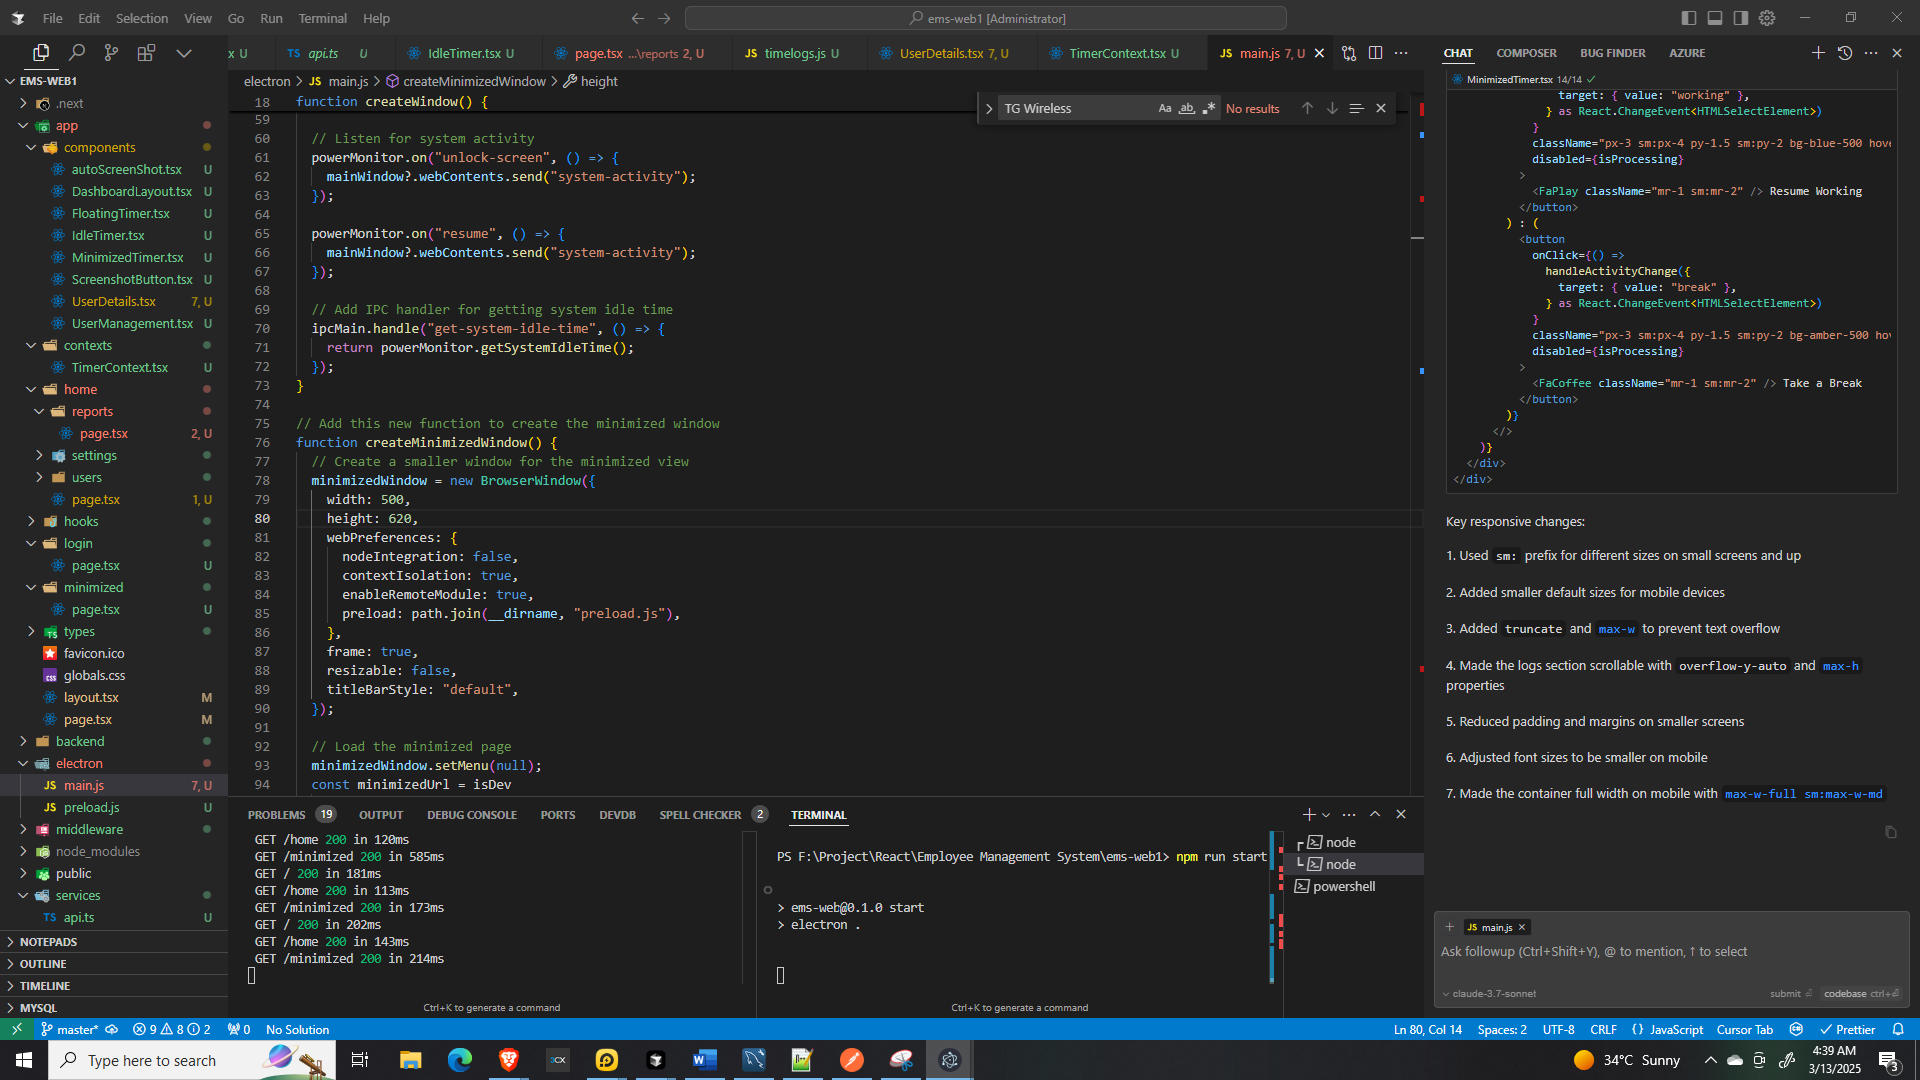 File Edit Selection View Go Run Terminal Help
ems-web1 [Administrator]
x U
TS api.ts U
IdleTimer.tsx U
page.tsx ...\reports 2, U
JS timelogs.js U
UserDetails.tsx 7, U
TimerContext.tsx U
JS main.js 7, U
CHAT COMPOSER BUG FINDER AZURE
EMS-WEB1
.next
app
components
autoScreenShot.tsx U
DashboardLayout.tsx U
FloatingTimer.tsx U
IdleTimer.tsx U
MinimizedTimer.tsx U
ScreenshotButton.tsx U
UserDetails.tsx 7, U
UserManagement.tsx U
contexts
TimerContext.tsx U
home
reports
page.tsx 2, U
settings
users
page.tsx 1, U
hooks
login
page.tsx U
minimized
page.tsx U
types
favicon.ico
globals.css
layout.tsx M
page.tsx M
backend
electron
JS main.js 7, U
JS preload.js U
middleware
node_modules
public
services
TS api.ts U
NOTEPADS
OUTLINE
TIMELINE
MYSQL
electron > JS main.js > createMinimizedWindow > height
TG Wireless Aa ab No results
18 function createWindow() {
59
60 // Listen for system activity
61 powerMonitor.on("unlock-screen", () => {
62 mainWindow?.webContents.send("system-activity");
63 });
64
65 powerMonitor.on("resume", () => {
66 mainWindow?.webContents.send("system-activity");
67 });
68
69 // Add IPC handler for getting system idle time
70 ipcMain.handle("get-system-idle-time", () => {
71 return powerMonitor.getSystemIdleTime();
72 });
73 }
74
75 // Add this new function to create the minimized window
76 function createMinimizedWindow() {
77 // Create a smaller window for the minimized view
78 minimizedWindow = new BrowserWindow({
79 width: 500,
80 height: 620,
81 webPreferences: {
82 nodeIntegration: false,
83 contextIsolation: true,
84 enableRemoteModule: true,
85 preload: path.join(__dirname, "preload.js"),
86 },
87 frame: true,
88 resizable: false,
89 titleBarStyle: "default",
90 });
91
92 // Load the minimized page
93 minimizedWindow.setMenu(null);
94 const minimizedUrl = isDev
PROBLEMS 19 OUTPUT DEBUG CONSOLE PORTS DEVDB SPELL CHECKER 2 TERMINAL
GET /home 200 in 120ms
GET /minimized 200 in 585ms
GET / 200 in 181ms
GET /home 200 in 113ms
GET /minimized 200 in 173ms
GET / 200 in 202ms
GET /home 200 in 143ms
GET /minimized 200 in 214ms
Ctrl+K to generate a command
PS F:\Project\React\Employee Management System\ems-web1> npm run start
> ems-web@0.1.0 start
> electron .
Ctrl+K to generate a command
node
node
powershell
MinimizedTimer.tsx 14/14
target: { value: "working" },
} as React.ChangeEvent<HTMLSelectElement>)
}
className="px-3 sm:px-4 py-1.5 sm:py-2 bg-blue-500 hove
disabled={isProcessing}
>
<FaPlay className="mr-1 sm:mr-2" /> Resume Working
</button>
) : (
<button
onClick={() =>
handleActivityChange({
target: { value: "break" },
} as React.ChangeEvent<HTMLSelectElement>)
}
className="px-3 sm:px-4 py-1.5 sm:py-2 bg-amber-500 hov
disabled={isProcessing}
>
<FaCoffee className="mr-1 sm:mr-2" /> Take a Break
</button>
)}
</>
)}
</div>
</div>
Key responsive changes:
1. Used sm: prefix for different sizes on small screens and up
2. Added smaller default sizes for mobile devices
3. Added truncate and max-w to prevent text overflow
4. Made the logs section scrollable with overflow-y-auto and max-h
properties
5. Reduced padding and margins on smaller screens
6. Adjusted font sizes to be smaller on mobile
7. Made the container full width on mobile with max-w-full sm:max-w-md
JS main.js
Ask followup (Ctrl+Shift+Y), @ to mention, ↑ to select
claude-3.7-sonnet submit codebase ctrl+
master* 9 8 2 0 No Solution
Ln 80, Col 14 Spaces: 2 UTF-8 CRLF {} JavaScript Cursor Tab Prettier
Type here to search
34°C Sunny
4:39 AM
3/13/2025
3